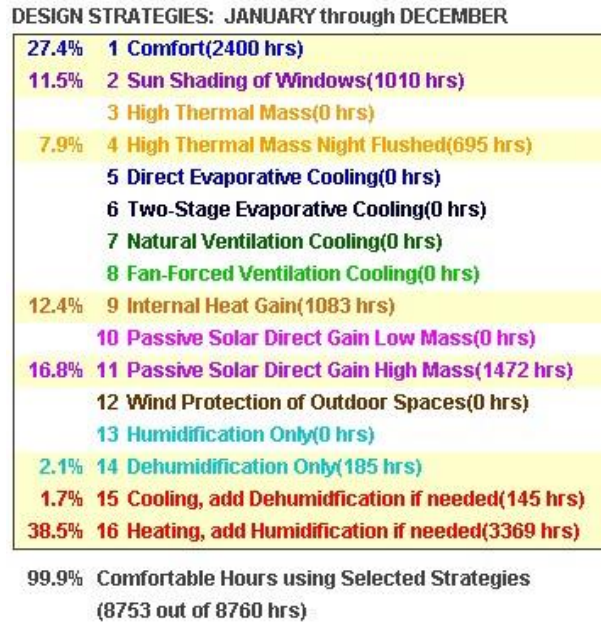 DESIGN STRATEGIES: JANUARY through DECEMBER
27.4% 1 Comfort(2400 hrs)
11.5% 2 Sun Shading of Windows(1010 hrs)
3 High Thermal Mass(0 hrs)
7.9% 4 High Thermal Mass Night Flushed(695 hrs)
5 Direct Evaporative Cooling(0 hrs)
6 Two-Stage Evaporative Cooling(0 hrs)
7 Natural Ventilation Cooling(0 hrs)
8 Fan-Forced Ventilation Cooling(0 hrs)
12.4% 9 Internal Heat Gain(1083 hrs)
10 Passive Solar Direct Gain Low Mass(0 hrs)
16.8% 11 Passive Solar Direct Gain High Mass(1472 hrs)
12 Wind Protection of Outdoor Spaces(0 hrs)
13 Humidification Only(0 hrs)
2.1% 14 Dehumidification Only(185 hrs)
1.7% 15 Cooling, add Dehumidfication if needed(145 hrs)
38.5% 16 Heating, add Humidification if needed(3369 hrs)
99.9% Comfortable Hours using Selected Strategies
(8753 out of 8760 hrs)